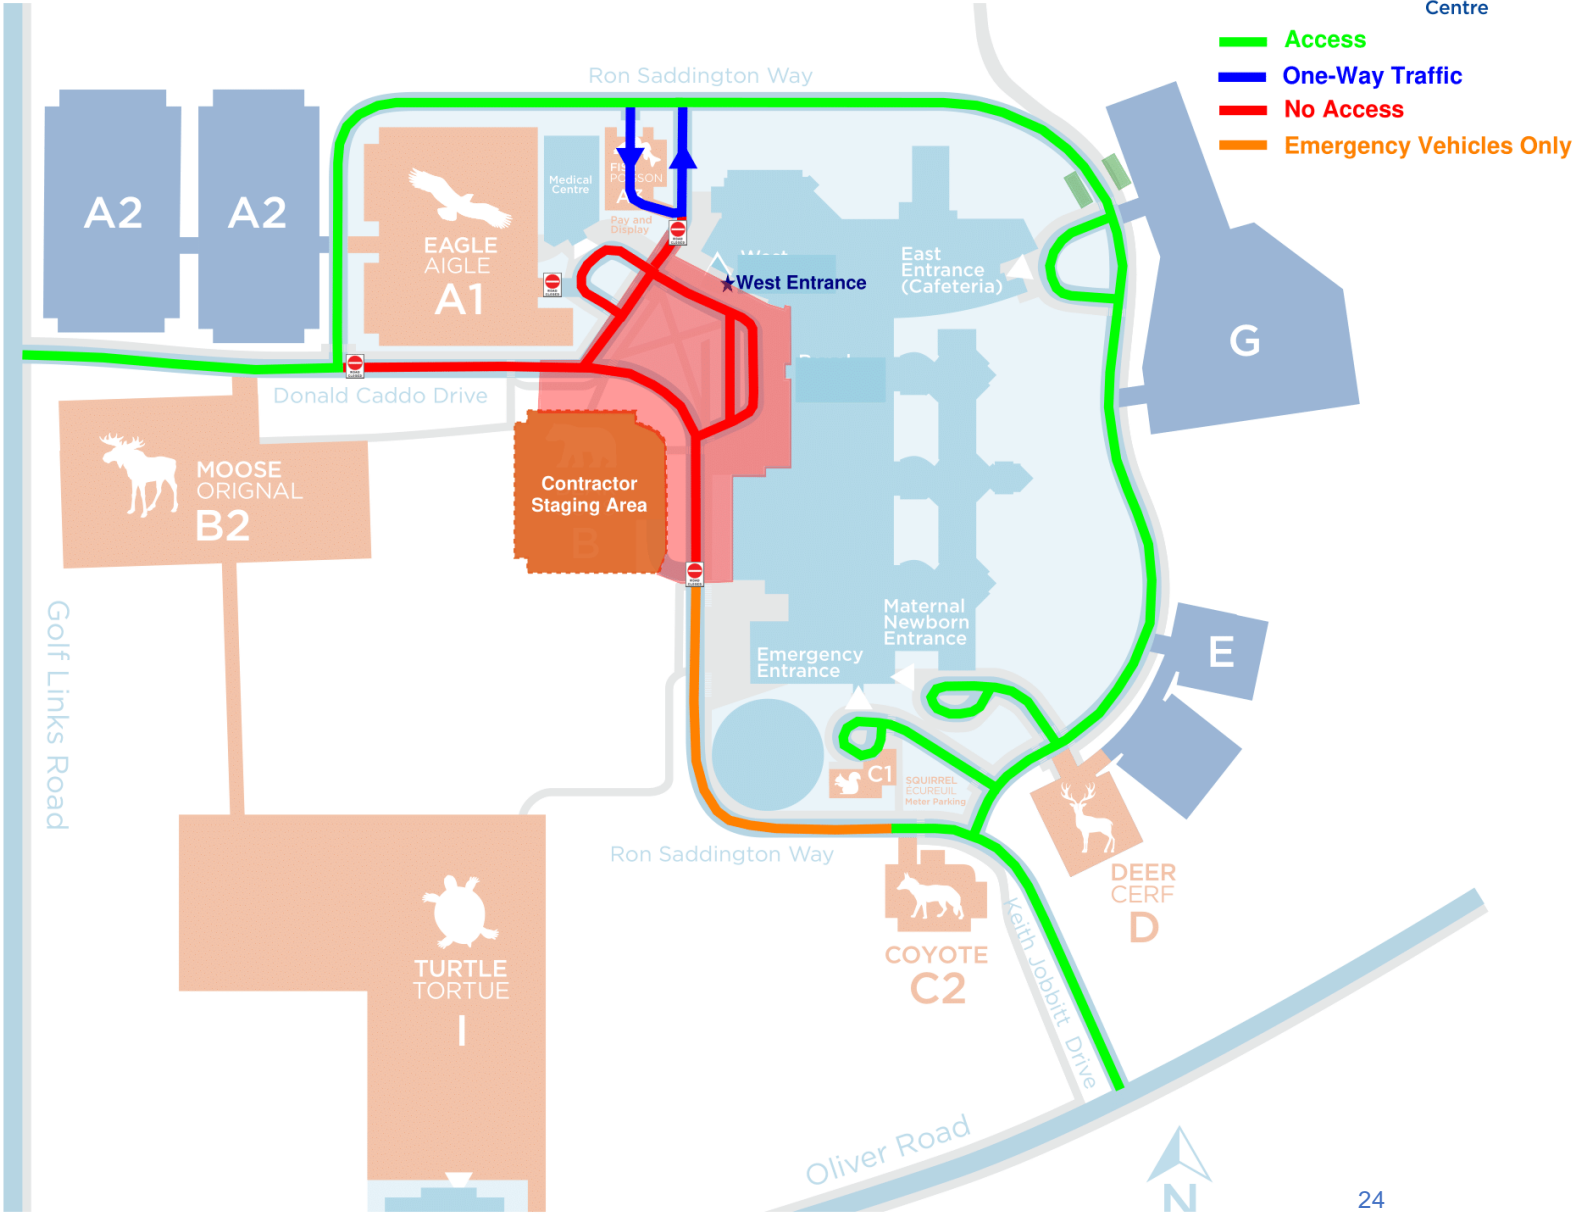 Centre
Access
One-Way Traffic
No Access
Emergency Vehicles Only
Ron Saddington Way
A2
A2
EAGLE
AIGLE
A1
Medical
Centre
Pay and
Display
West Entrance
East
Entrance
(Cafeteria)
G
Donald Caddo Drive
MOOSE
ORIGNAL
B2
Contractor
Staging Area
B
Golf Links Road
Maternal
Newborn
Entrance
Emergency
Entrance
E
C1
SQUIRREL
ÉCUREUIL
Meter Parking
Ron Saddington Way
DEER
CERF
D
COYOTE
C2
Keith Jobbitt Drive
TURTLE
TORTUE
I
Oliver Road
N
24